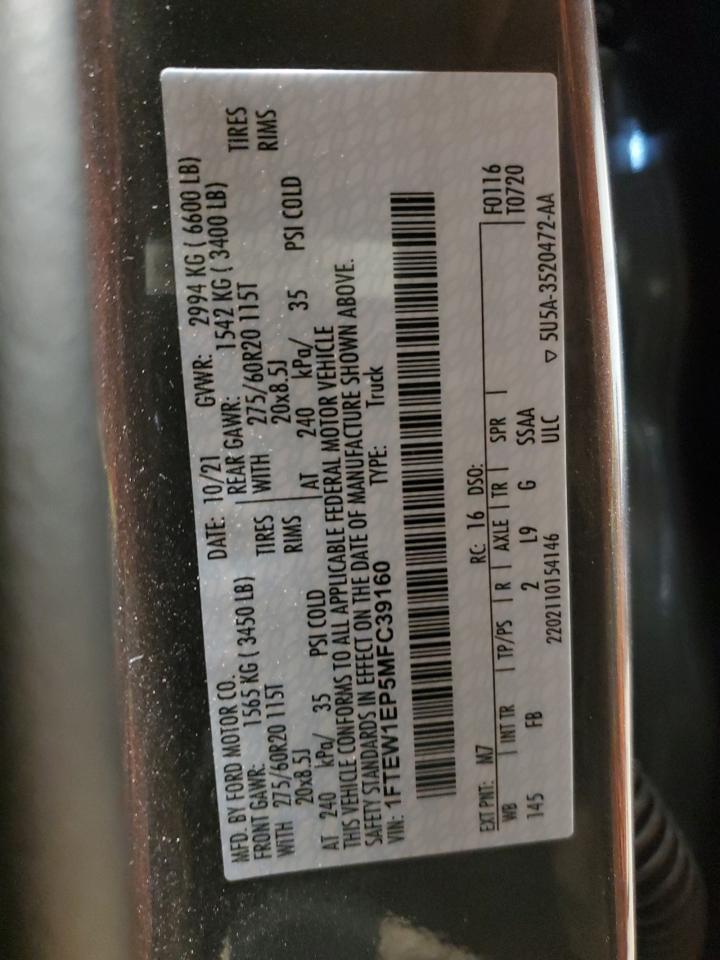 MFD. BY FORD MOTOR CO. DATE: 10/21 GVWR: 2994 KG ( 6600 LB)
FRONT GAWR: 1565 KG ( 3450 LB) REAR GAWR: 1542 KG ( 3400 LB)
WITH 275/60R20 115T TIRES WITH 275/60R20 115T TIRES
20x8.5J RIMS 20x8.5J RIMS
AT 240 kPa/ 35 PSI COLD AT 240 kPa/ 35 PSI COLD
THIS VEHICLE CONFORMS TO ALL APPLICABLE FEDERAL MOTOR VEHICLE
SAFETY STANDARDS IN EFFECT ON THE DATE OF MANUFACTURE SHOWN ABOVE.
VIN: 1FTEW1EP5MFC39160 TYPE: Truck
EXT PNT: M7 RC: 16 DSO: F0116
WB INT TR TP/PS R AXLE TR SPR T0720
145 FB 2 L9 G SSAA
2202110154146 ULC ▽ 5U5A-3520472-AA